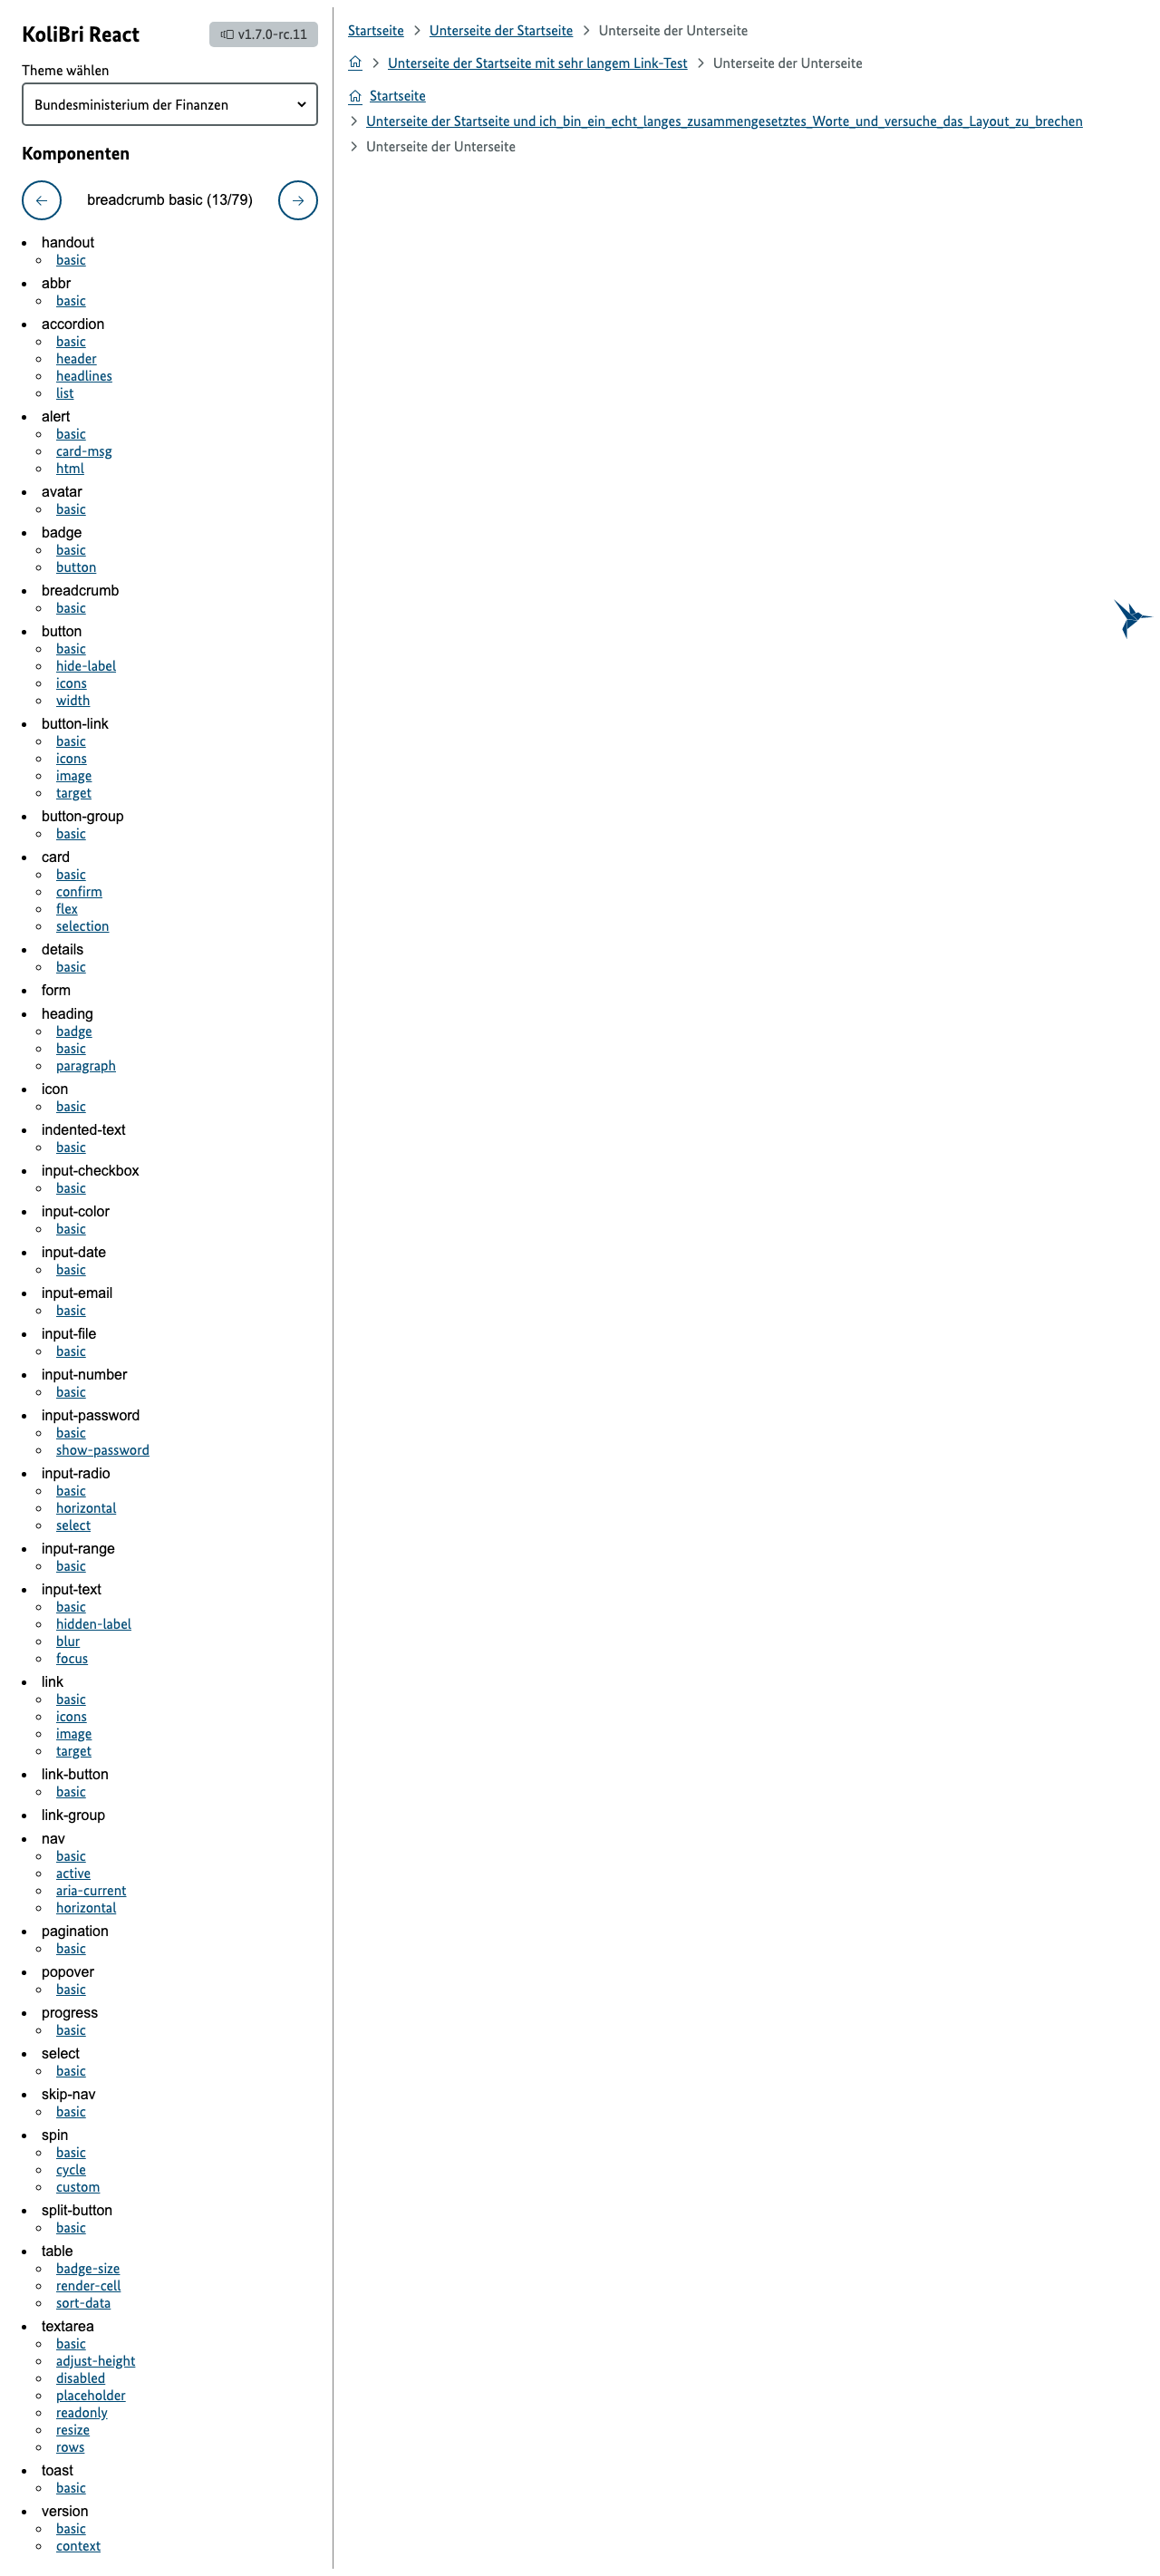 KoliBri React
v1.7.0-rc.11
Theme wählen
Bundesministerium der Finanzen
Komponenten
breadcrumb basic (13/79)
handout
basic
abbr
basic
accordion
basic
header
headlines
list
alert
basic
card-msg
html
avatar
basic
badge
basic
button
breadcrumb
basic
button
basic
hide-label
icons
width
button-link
basic
icons
image
target
button-group
basic
card
basic
confirm
flex
selection
details
basic
form
heading
badge
basic
paragraph
icon
basic
indented-text
basic
input-checkbox
basic
input-color
basic
input-date
basic
input-email
basic
input-file
basic
input-number
basic
input-password
basic
show-password
input-radio
basic
horizontal
select
input-range
basic
input-text
basic
hidden-label
blur
focus
link
basic
icons
image
target
link-button
basic
link-group
nav
basic
active
aria-current
horizontal
pagination
basic
popover
basic
progress
basic
select
basic
skip-nav
basic
spin
basic
cycle
custom
split-button
basic
table
badge-size
render-cell
sort-data
textarea
basic
adjust-height
disabled
placeholder
readonly
resize
rows
toast
basic
version
basic
context
Startseite Unterseite der Startseite Unterseite der Unterseite
Unterseite der Startseite mit sehr langem Link-Test Unterseite der Unterseite
Startseite
Unterseite der Startseite und ich_bin_ein_echt_langes_zusammengesetztes_Worte_und_versuche_das_Layout_zu_brechen
Unterseite der Unterseite